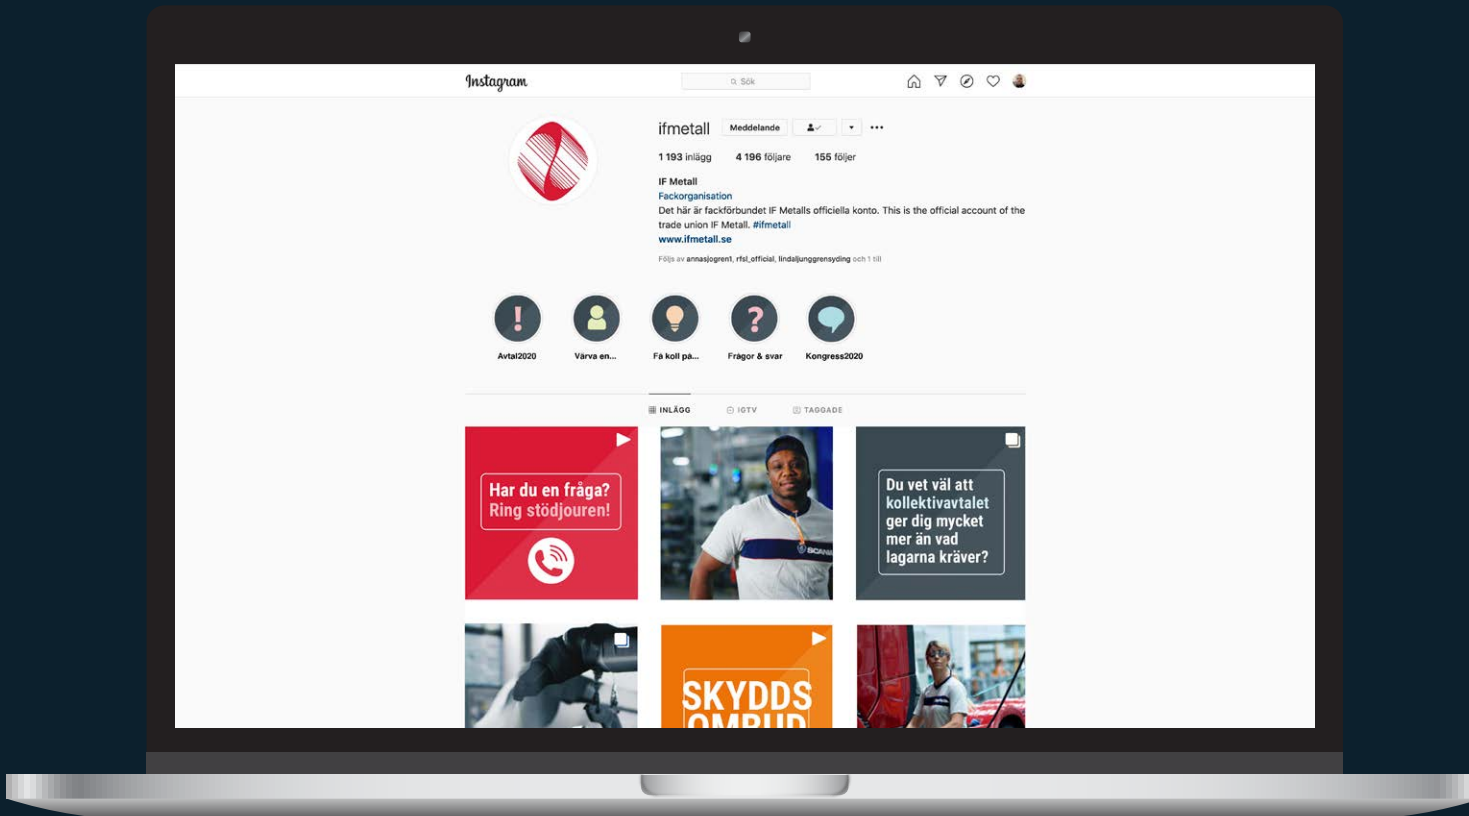 Instagram
Sök
ifmetall Meddelande
1 193 inlägg 4 196 följare 155 följer
IF Metall
Fackorganisation
Det här är fackförbundet IF Metalls officiella konto. This is the official account of the
trade union IF Metall. #ifmetall
www.ifmetall.se
Följs av annasjogren1, rfsl_official, lindaljunggrensyding och 1 till
Avtal2020 Värva en... Få koll på... Frågor & svar Kongress2020
INLÄGG IGTV TAGGADE
Har du en fråga?
Ring stödjouren!
SCANIA
Du vet väl att
kollektivavtalet
ger dig mycket
mer än vad
lagarna kräver?
SKYDDS
OMBUD